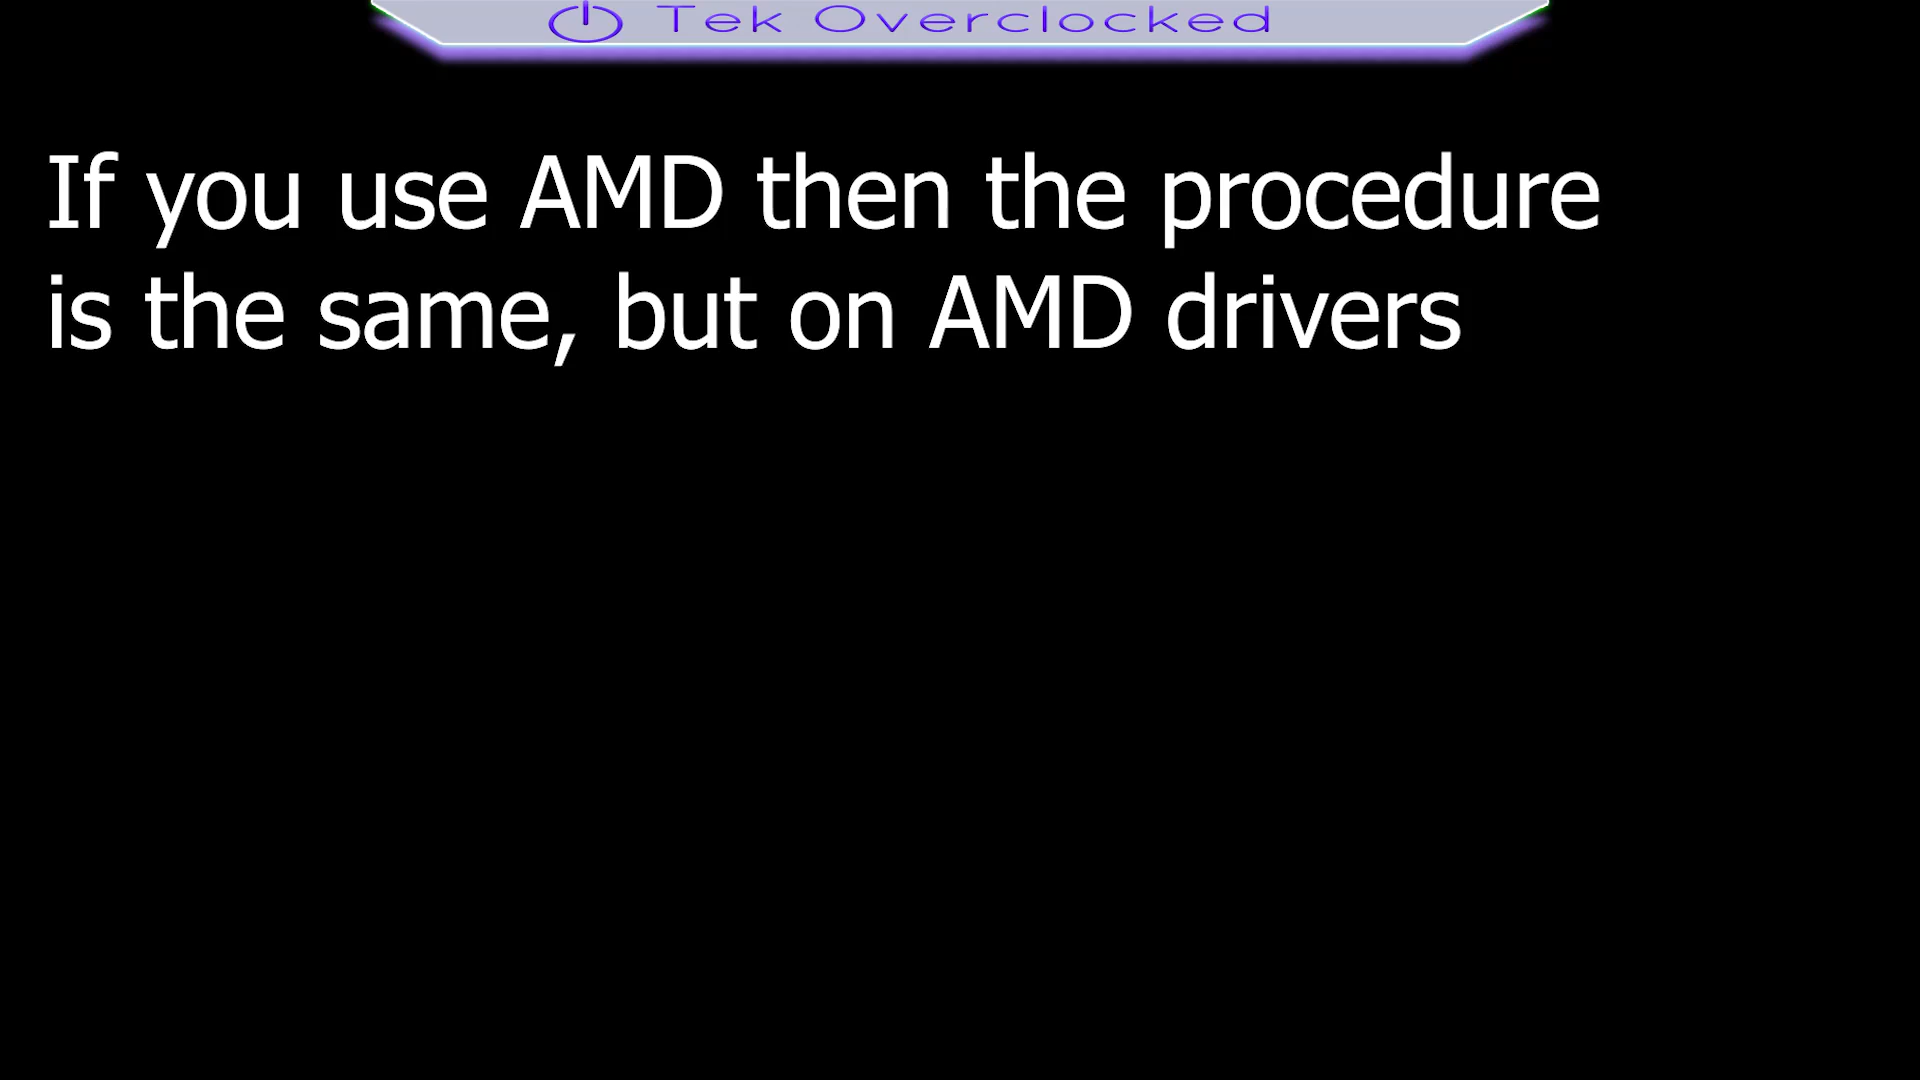 Tek Overclocked
If you use AMD then the procedure
is the same, but on AMD drivers